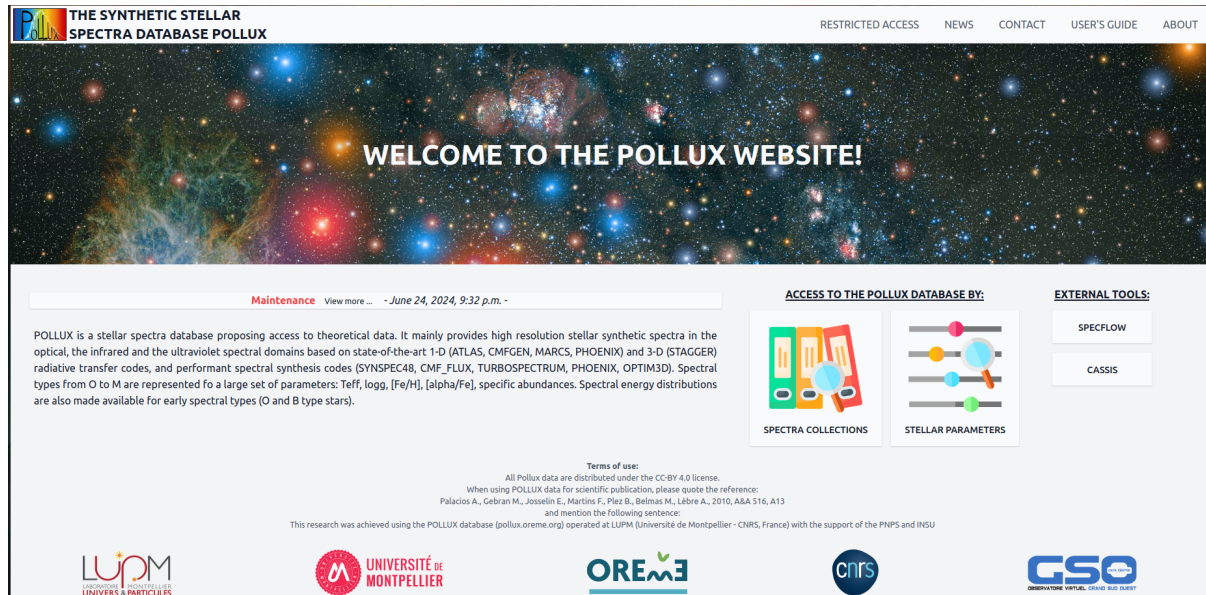 Pollux
THE SYNTHETIC STELLAR
SPECTRA DATABASE POLLUX
RESTRICTED ACCESS NEWS CONTACT USER'S GUIDE ABOUT
WELCOME TO THE POLLUX WEBSITE!
Maintenance View more ... - June 24, 2024, 9:32 p.m. -
POLLUX is a stellar spectra database proposing access to theoretical data. It mainly provides high resolution stellar synthetic spectra in the
optical, the infrared and the ultraviolet spectral domains based on state-of-the-art 1-D (ATLAS, CMFGEN, MARCS, PHOENIX) and 3-D (STAGGER)
radiative transfer codes, and performant spectral synthesis codes (SYNSPEC48, CMF_FLUX, TURBOSPECTRUM, PHOENIX, OPTIM3D). Spectral
types from O to M are represented fo a large set of parameters: Teff, logg, [Fe/H], [alpha/Fe], specific abundances. Spectral energy distributions
are also made available for early spectral types (O and B type stars).
ACCESS TO THE POLLUX DATABASE BY:
SPECTRA COLLECTIONS
STELLAR PARAMETERS
EXTERNAL TOOLS:
SPECFLOW
CASSIS
Terms of use:
All Pollux data are distributed under the CC-BY 4.0 license.
When using POLLUX data for scientific publication, please quote the reference:
Palacios A., Gebran M., Josselin E., Martins F., Plez B., Belmas M., Lèbre A., 2010, A&A 516, A13
and mention the following sentence:
This research was achieved using the POLLUX database (pollux.oreme.org) operated at LUPM (Université de Montpellier - CNRS, France) with the support of the PNPS and INSU
LUPM
LABORATOIRE MONTPELLIER
UNIVERS & PARTICULES
UNIVERSITÉ DE
MONTPELLIER
OREME
cnrs
GSO
OBSERVATOIRE VIRTUEL GRAND SUD OUEST